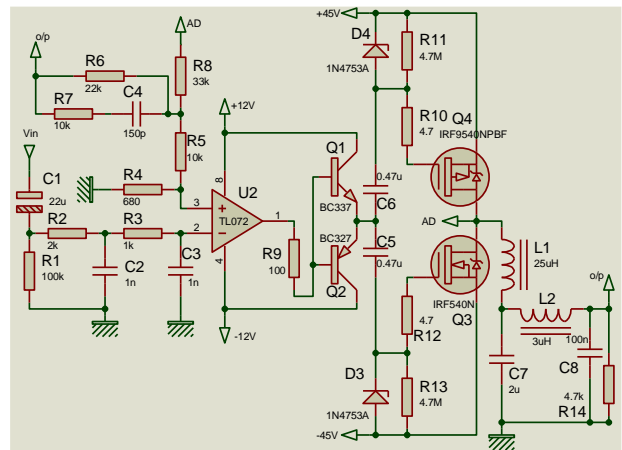 o/p
AD
R6
22k
R7
10k
C4
150p
R8
33k
Vin
R5
10k
+12V
C1
22u
R4
680
U2
TL072
8
3
2
1
4
R2
2k
R3
1k
R1
100k
C2
1n
C3
1n
R9
100
-12V
Q1
BC337
BC327
Q2
+45V
D4
1N4753A
R11
4.7M
R10
4.7
Q4
IRF9540NPBF
0.47u
C6
AD
C5
0.47u
IRF540N
Q3
L1
25uH
o/p
L2
3uH
100n
C8
C7
2u
4.7k
R14
4.7
R12
D3
1N4753A
R13
4.7M
-45V